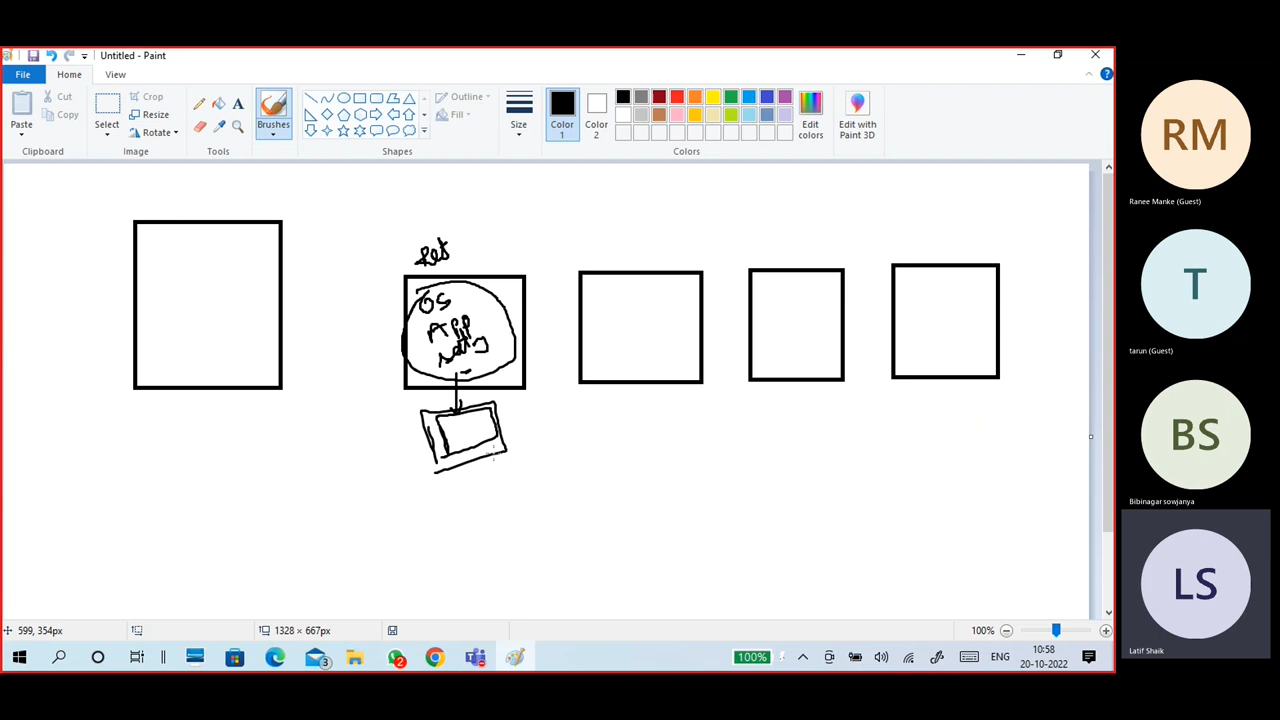 Untitled - Paint
File
Home
View
Paste
Cut
Copy
Clipboard
Select
Crop
Resize
Rotate
Image
Tools
Brushes
Shapes
Outline
Fill
Size
Color
1
Color
2
Colors
Edit
colors
Edit with
Paint 3D
OS
APP
599, 354px
1328 × 667px
100%
3
2
100%
ENG
10:58
20-10-2022
RM
Ranee Manke (Guest)
T
tarun (Guest)
BS
Bibinagar sowjanya
LS
Latif Shaik